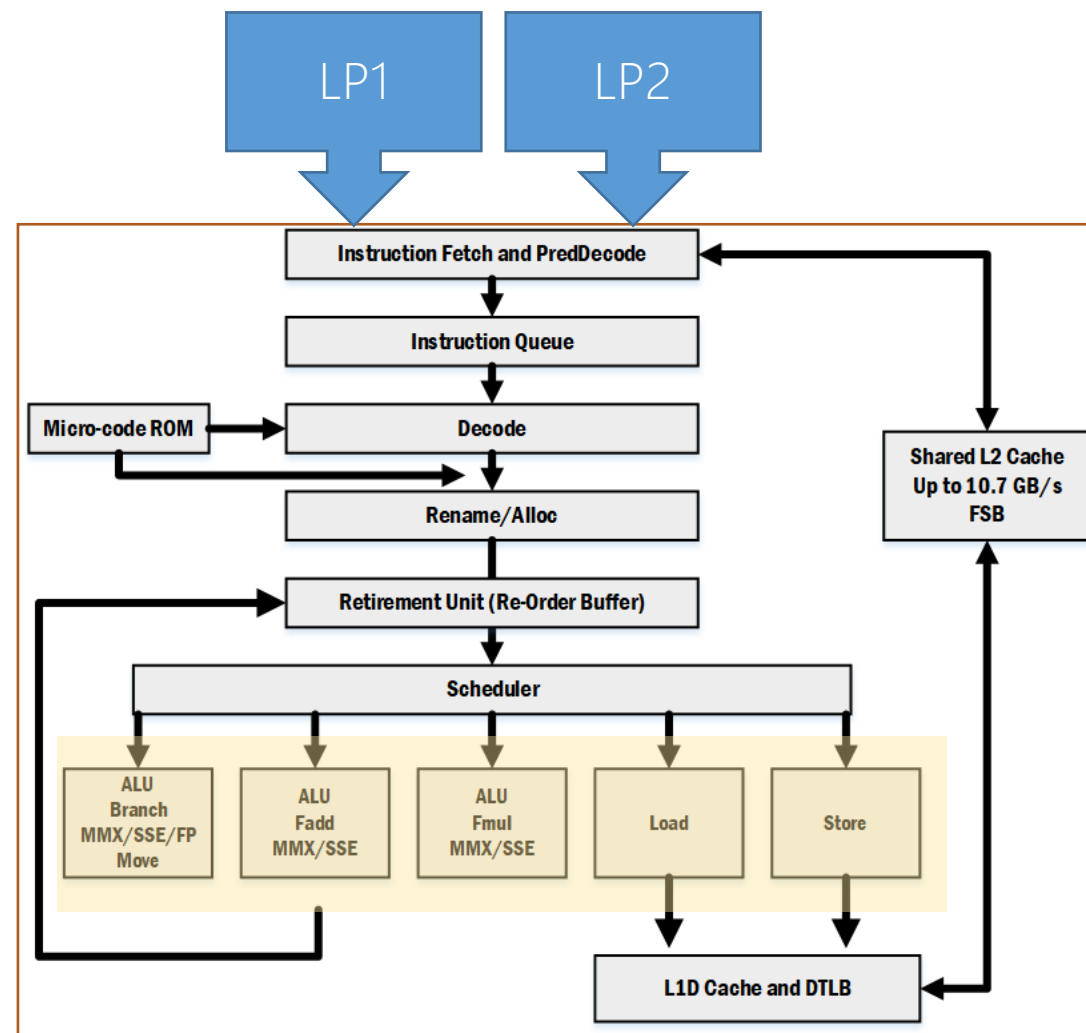 LP1
LP2
Instruction Fetch and PredDecode
Instruction Queue
Micro-code ROM
Decode
Shared L2 Cache
Up to 10.7 GB/s
FSB
Rename/Alloc
Retirement Unit (Re-Order Buffer)
Scheduler
ALU
Branch
MMX/SSE/FP
Move
ALU
Fadd
MMX/SSE
ALU
Fmul
MMX/SSE
Load
Store
L1D Cache and DTLB